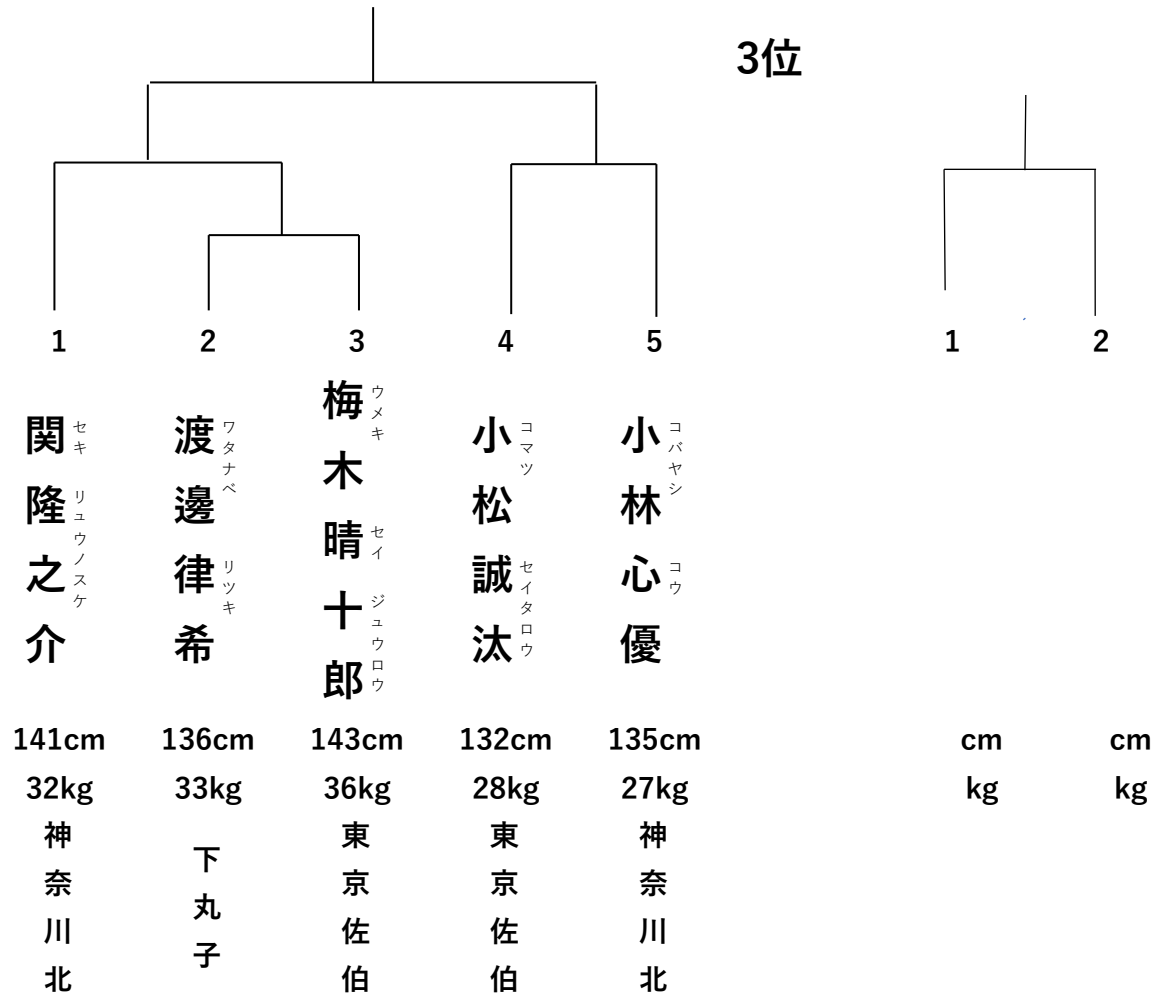 3位
1
2
3
4
5
1
2
関隆之介
セキ リュウノスケ
渡邊律希
ワタナベ リツキ
梅木晴十郎
ウメキ セイ ジュウロウ
小松誠汰
コマツ セイタロウ
小林心優
コバヤシ コウ
141cm
136cm
143cm
132cm
135cm
cm
cm
32kg
33kg
36kg
28kg
27kg
kg
kg
神奈川北
下丸子
東京佐伯
東京佐伯
神奈川北